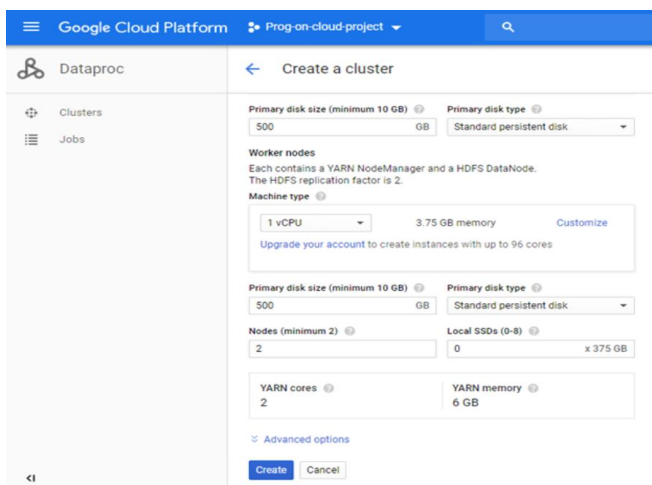 Google Cloud Platform Prog-on-cloud-project
Dataproc Create a cluster
Clusters
Jobs
Primary disk size (minimum 10 GB) Primary disk type
500 GB Standard persistent disk
Worker nodes
Each contains a YARN NodeManager and a HDFS DataNode.
The HDFS replication factor is 2.
Machine type
1 vCPU 3.75 GB memory Customize
Upgrade your account to create instances with up to 96 cores
Primary disk size (minimum 10 GB) Primary disk type
500 GB Standard persistent disk
Nodes (minimum 2) Local SSDs (0-8)
2 0 x 375 GB
YARN cores YARN memory
2 6 GB
Advanced options
Create Cancel